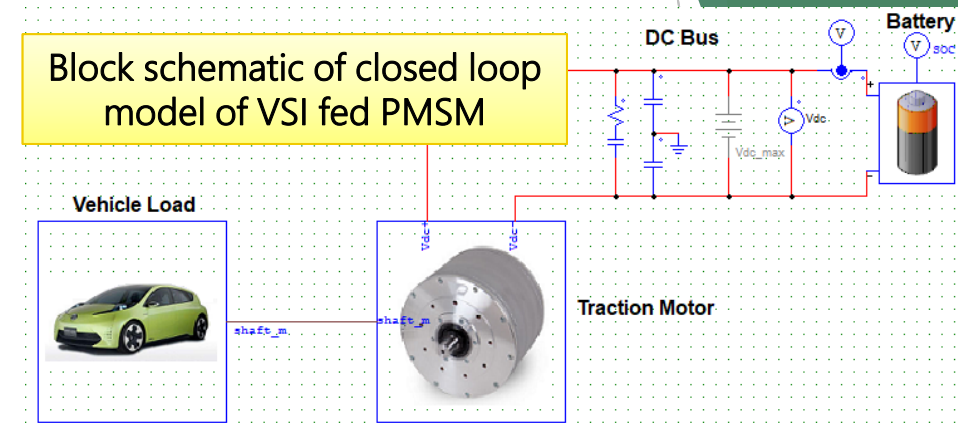 Battery
DC Bus
V
V
soc
Block schematic of closed loop
model of VSI fed PMSM
+
V
Vdc
Vdc_max
-
Vehicle Load
Vdc+
Vdc-
Traction Motor
shaft_m
shaft_m